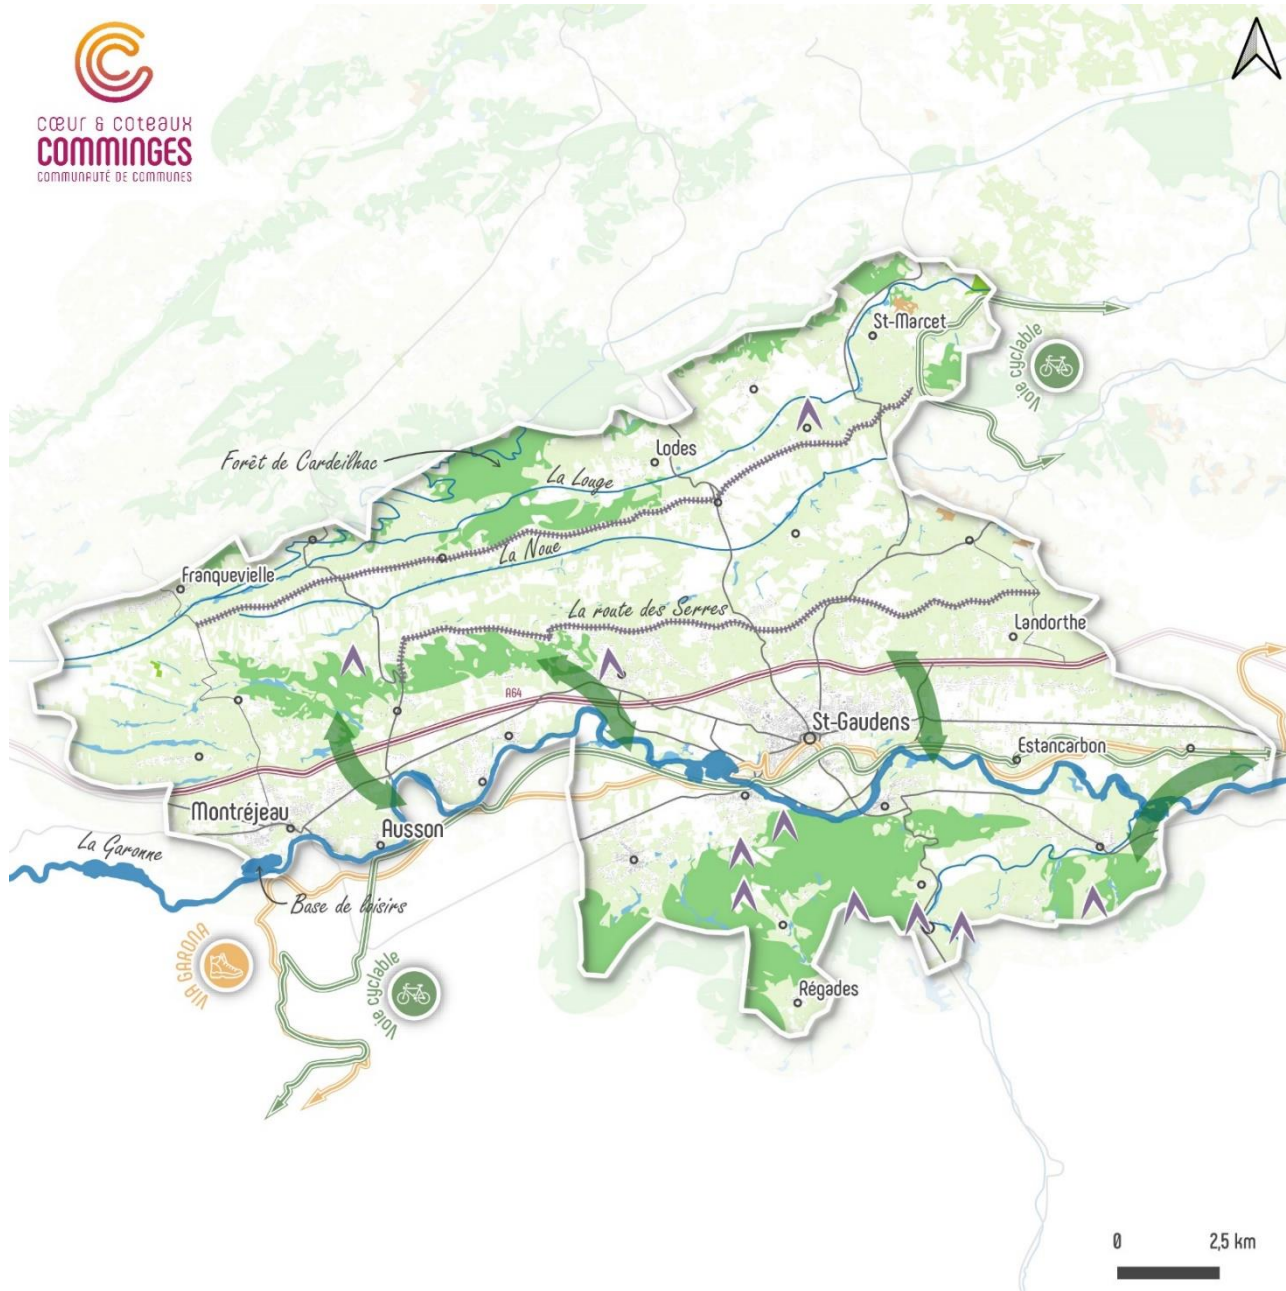 CŒUR & COTEAUX
COMMINGES
COMMUNAUTÉ DE COMMUNES
St-Marcet
Voie cyclable
Forêt de Cardeilhac
Lodes
La Louge
La Noue
Franquevielle
La route des Serres
Landorthe
A64
St-Gaudens
Estancarbon
Montréjeau
Ausson
La Garonne
Base de loisirs
VIA GARONA
Voie cyclable
Régades
0 2,5 km